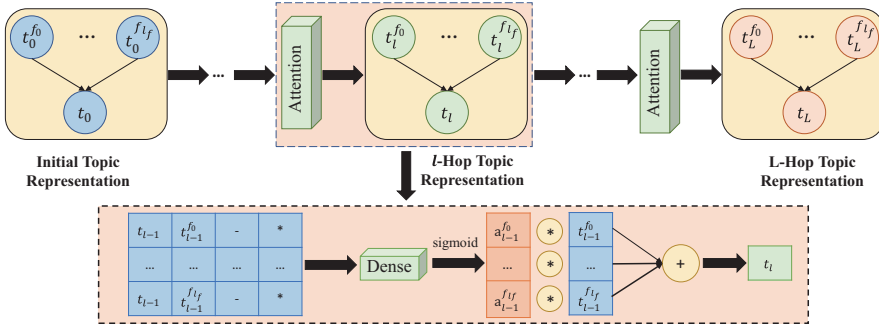 t_0^{f_0} ... t_0^{f_{l_f}}
t_0
Initial Topic
Representation
...
Attention
t_l^{f_0} ... t_l^{f_{l_f}}
t_l
l-Hop Topic
Representation
...
Attention
t_L^{f_0} ... t_L^{f_{l_f}}
t_L
L-Hop Topic
Representation
t_{l-1} t_{l-1}^{f_0} - *
... ... ... ...
t_{l-1} t_{l-1}^{f_{l_f}} - *
Dense
sigmoid
a_{l-1}^{f_0} * t_{l-1}^{f_0}
... * ...
a_{l-1}^{f_{l_f}} * t_{l-1}^{f_{l_f}}
+
t_l